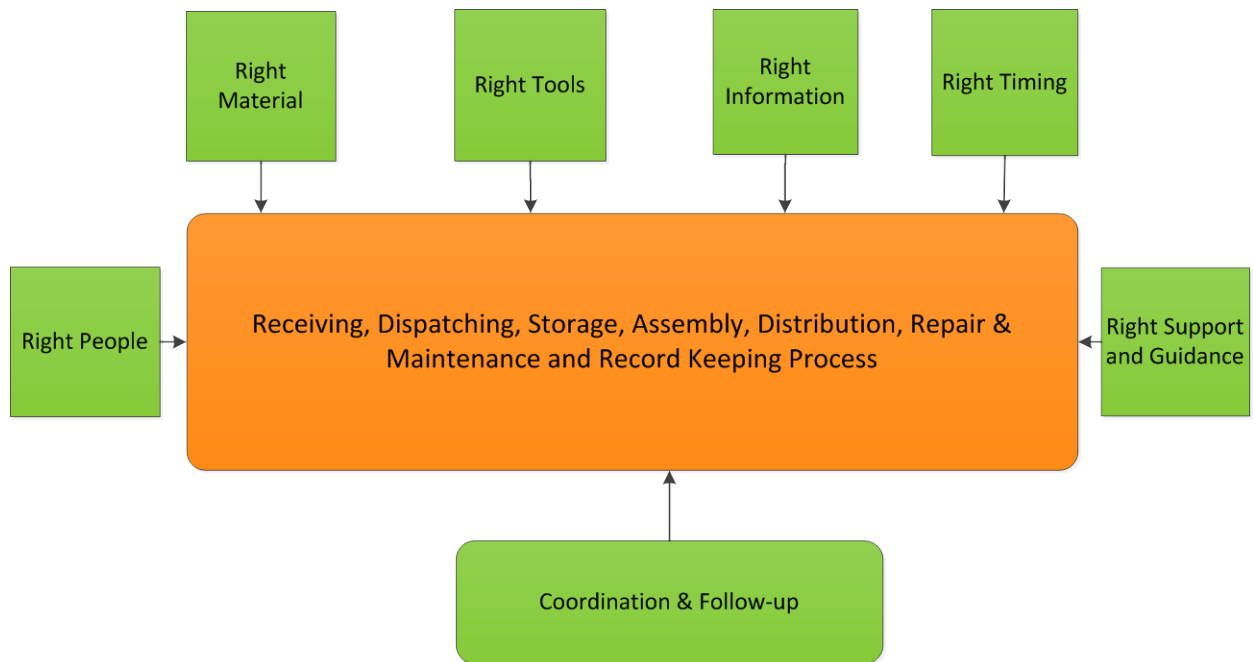 Right
Material
Right Tools
Right
Information
Right Timing
Right People
Receiving, Dispatching, Storage, Assembly, Distribution, Repair &
Maintenance and Record Keeping Process
Right Support
and Guidance
Coordination & Follow-up